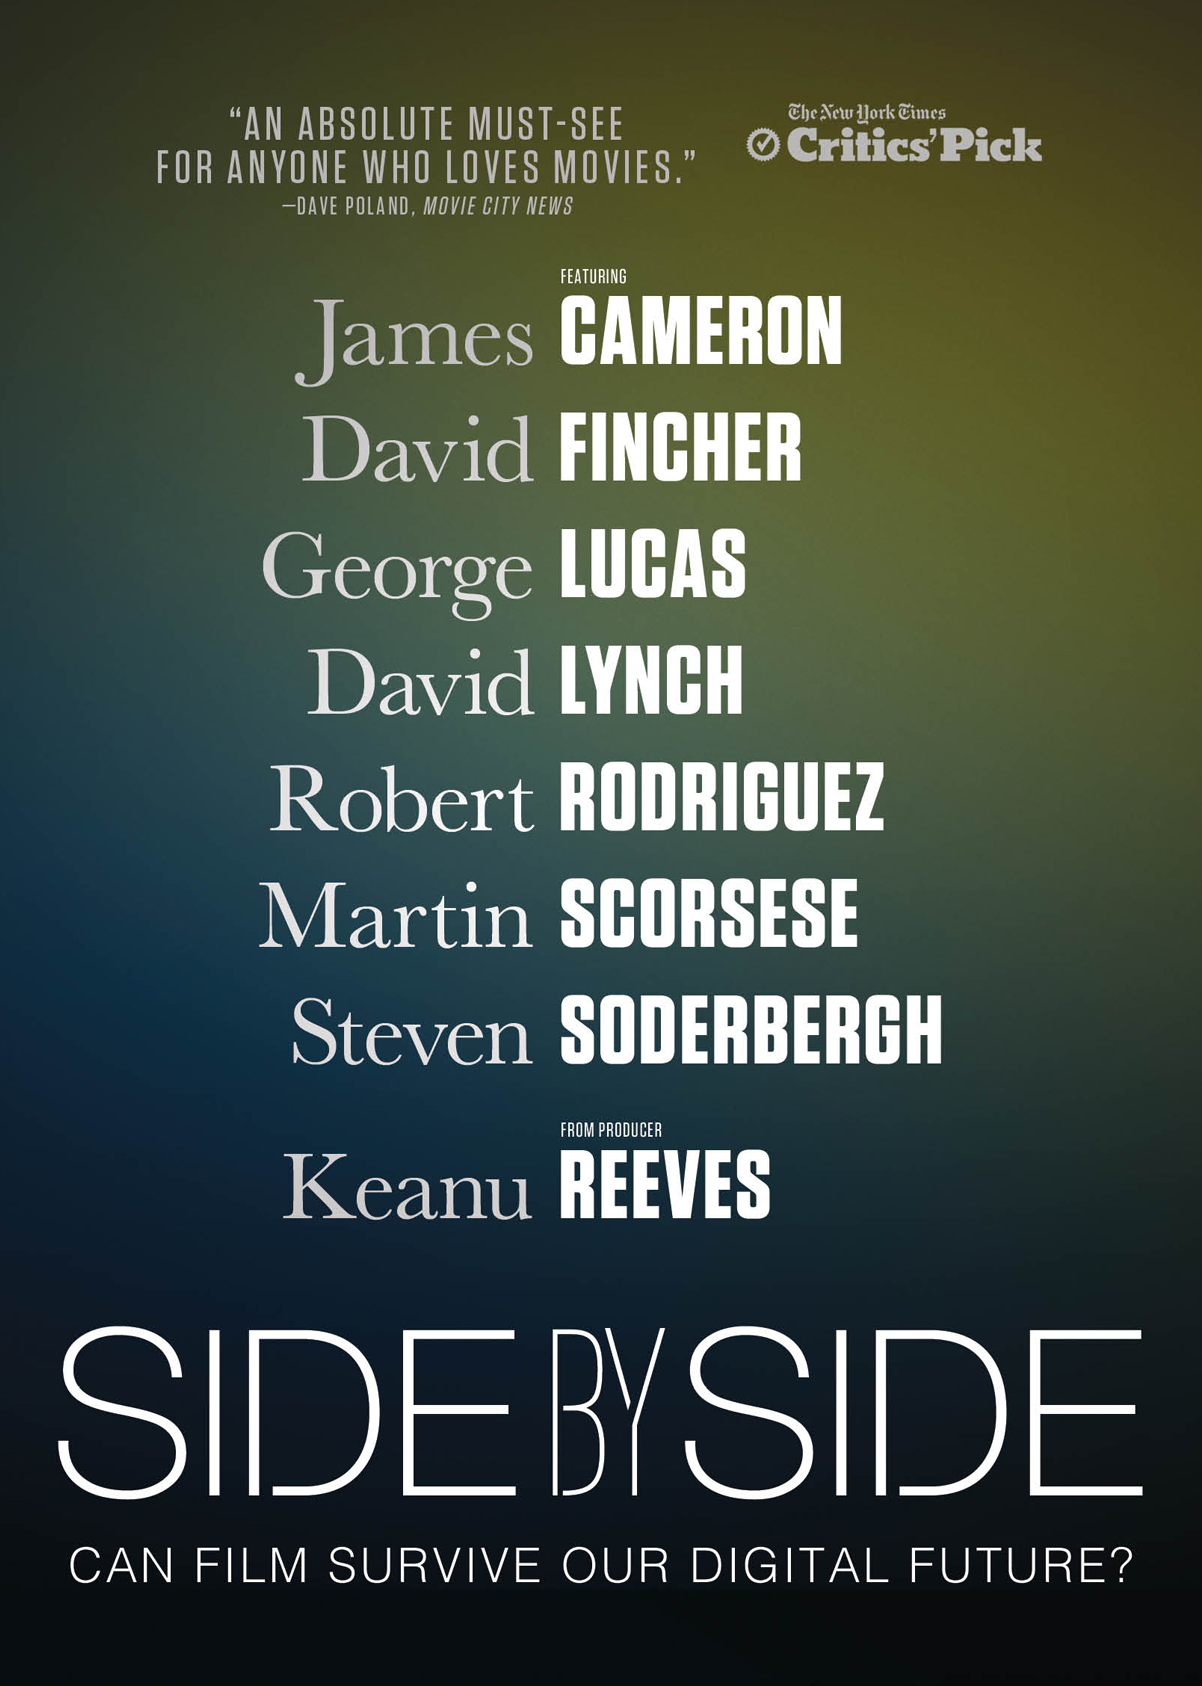 “AN ABSOLUTE MUST-SEE
FOR ANYONE WHO LOVES MOVIES.”
–DAVE POLAND, MOVIE CITY NEWS
The New York Times
Critics’ Pick
FEATURING
James CAMERON
David FINCHER
George LUCAS
David LYNCH
Robert RODRIGUEZ
Martin SCORSESE
Steven SODERBERGH
FROM PRODUCER
Keanu REEVES
SIDE BY SIDE
CAN FILM SURVIVE OUR DIGITAL FUTURE?